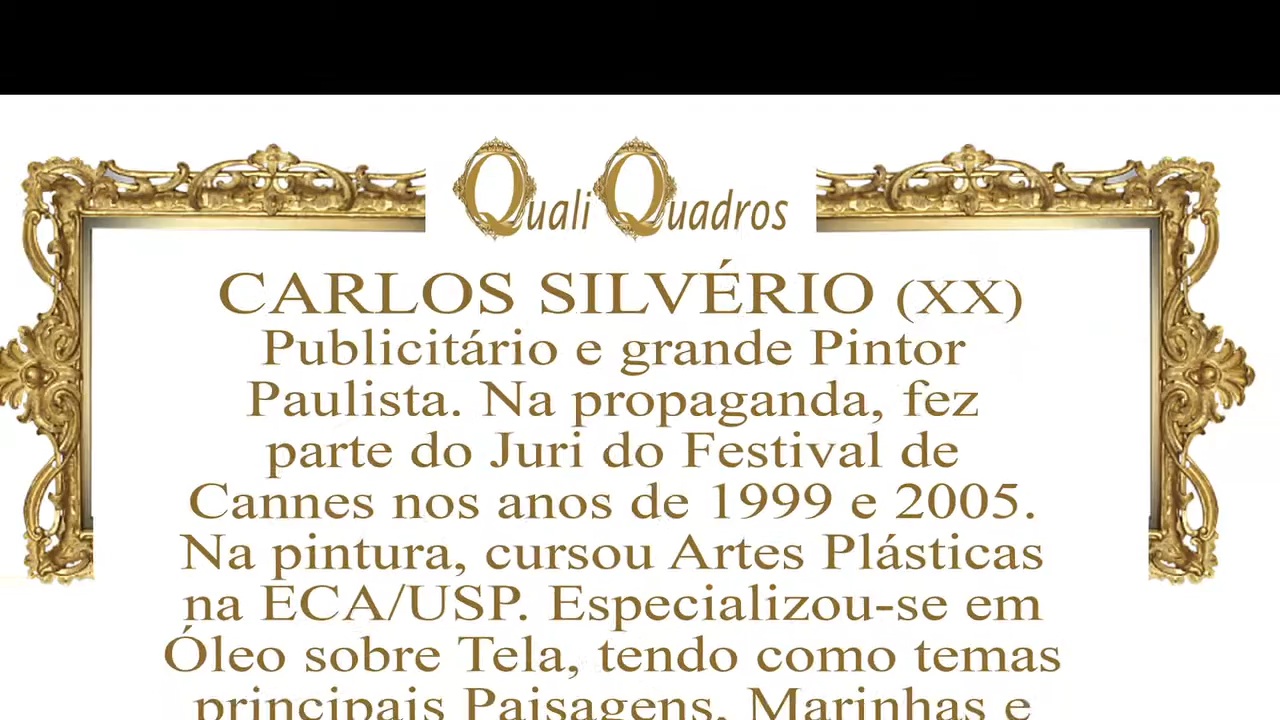 Quali Quadros
CARLOS SILVÉRIO (XX)
Publicitário e grande Pintor
Paulista. Na propaganda, fez
parte do Juri do Festival de
Cannes nos anos de 1999 e 2005.
Na pintura, cursou Artes Plásticas
na ECA/USP. Especializou-se em
Óleo sobre Tela, tendo como temas
principais Paisagens, Marinhas e